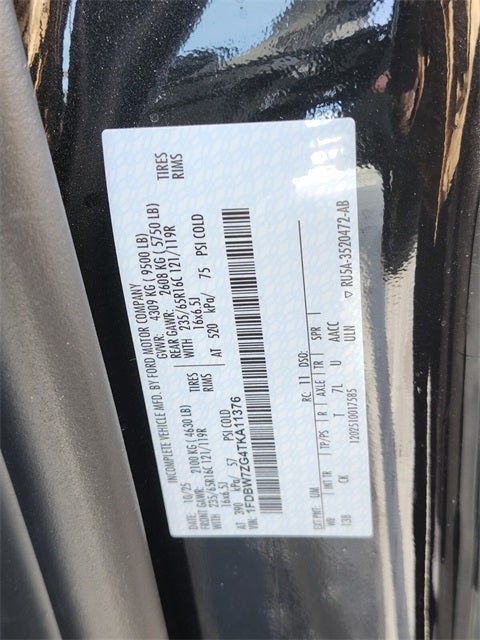 INCOMPLETE VEHICLE MFD. BY FORD MOTOR COMPANY
DATE: 10/25 GVWR: 4309 KG ( 9500 LB)
FRONT GAWR: 2100 KG ( 4630 LB) REAR GAWR: 2608 KG ( 5750 LB)
WITH 235/65R16C 121/119R TIRES WITH 235/65R16C 121/119R TIRES
16x6.5J RIMS 16x6.5J RIMS
AT 390 kPa/ 57 PSI COLD AT 520 kPa/ 75 PSI COLD
VIN: 1FDBW7ZG4TKA11376
EXT PNT: UM RC: 11 DSO:
WB INT TR TP/PS R AXLE TR SPR
138 CK T 7L U AACC
ULN
1202510017585
▽ RU5A-3520472-AB